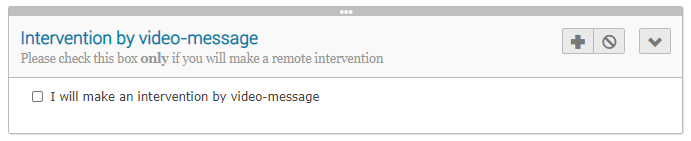 Intervention by video-message
Please check this box only if you will make a remote intervention
I will make an intervention by video-message